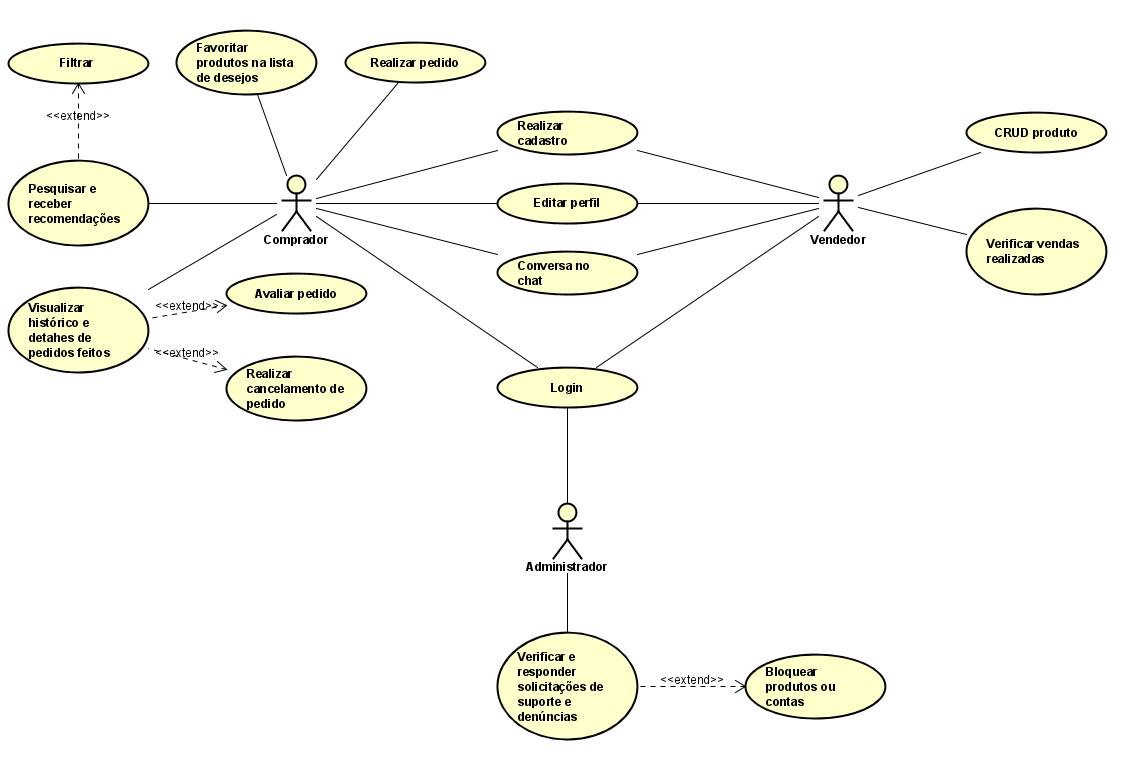 Filtrar
Favoritar
produtos na lista
de desejos
Realizar pedido
<<extend>>
Realizar
cadastro
CRUD produto
Pesquisar e
receber
recomendações
Editar perfil
Comprador
Vendedor
Verificar vendas
realizadas
Conversa no
chat
Visualizar
histórico e
detahes de
pedidos feitos
<<extend>>
Avaliar pedido
<<extend>>
Realizar
cancelamento de
pedido
Login
Administrador
Verificar e
responder
solicitações de
suporte e
denúncias
<<extend>>
Bloquear
produtos ou
contas